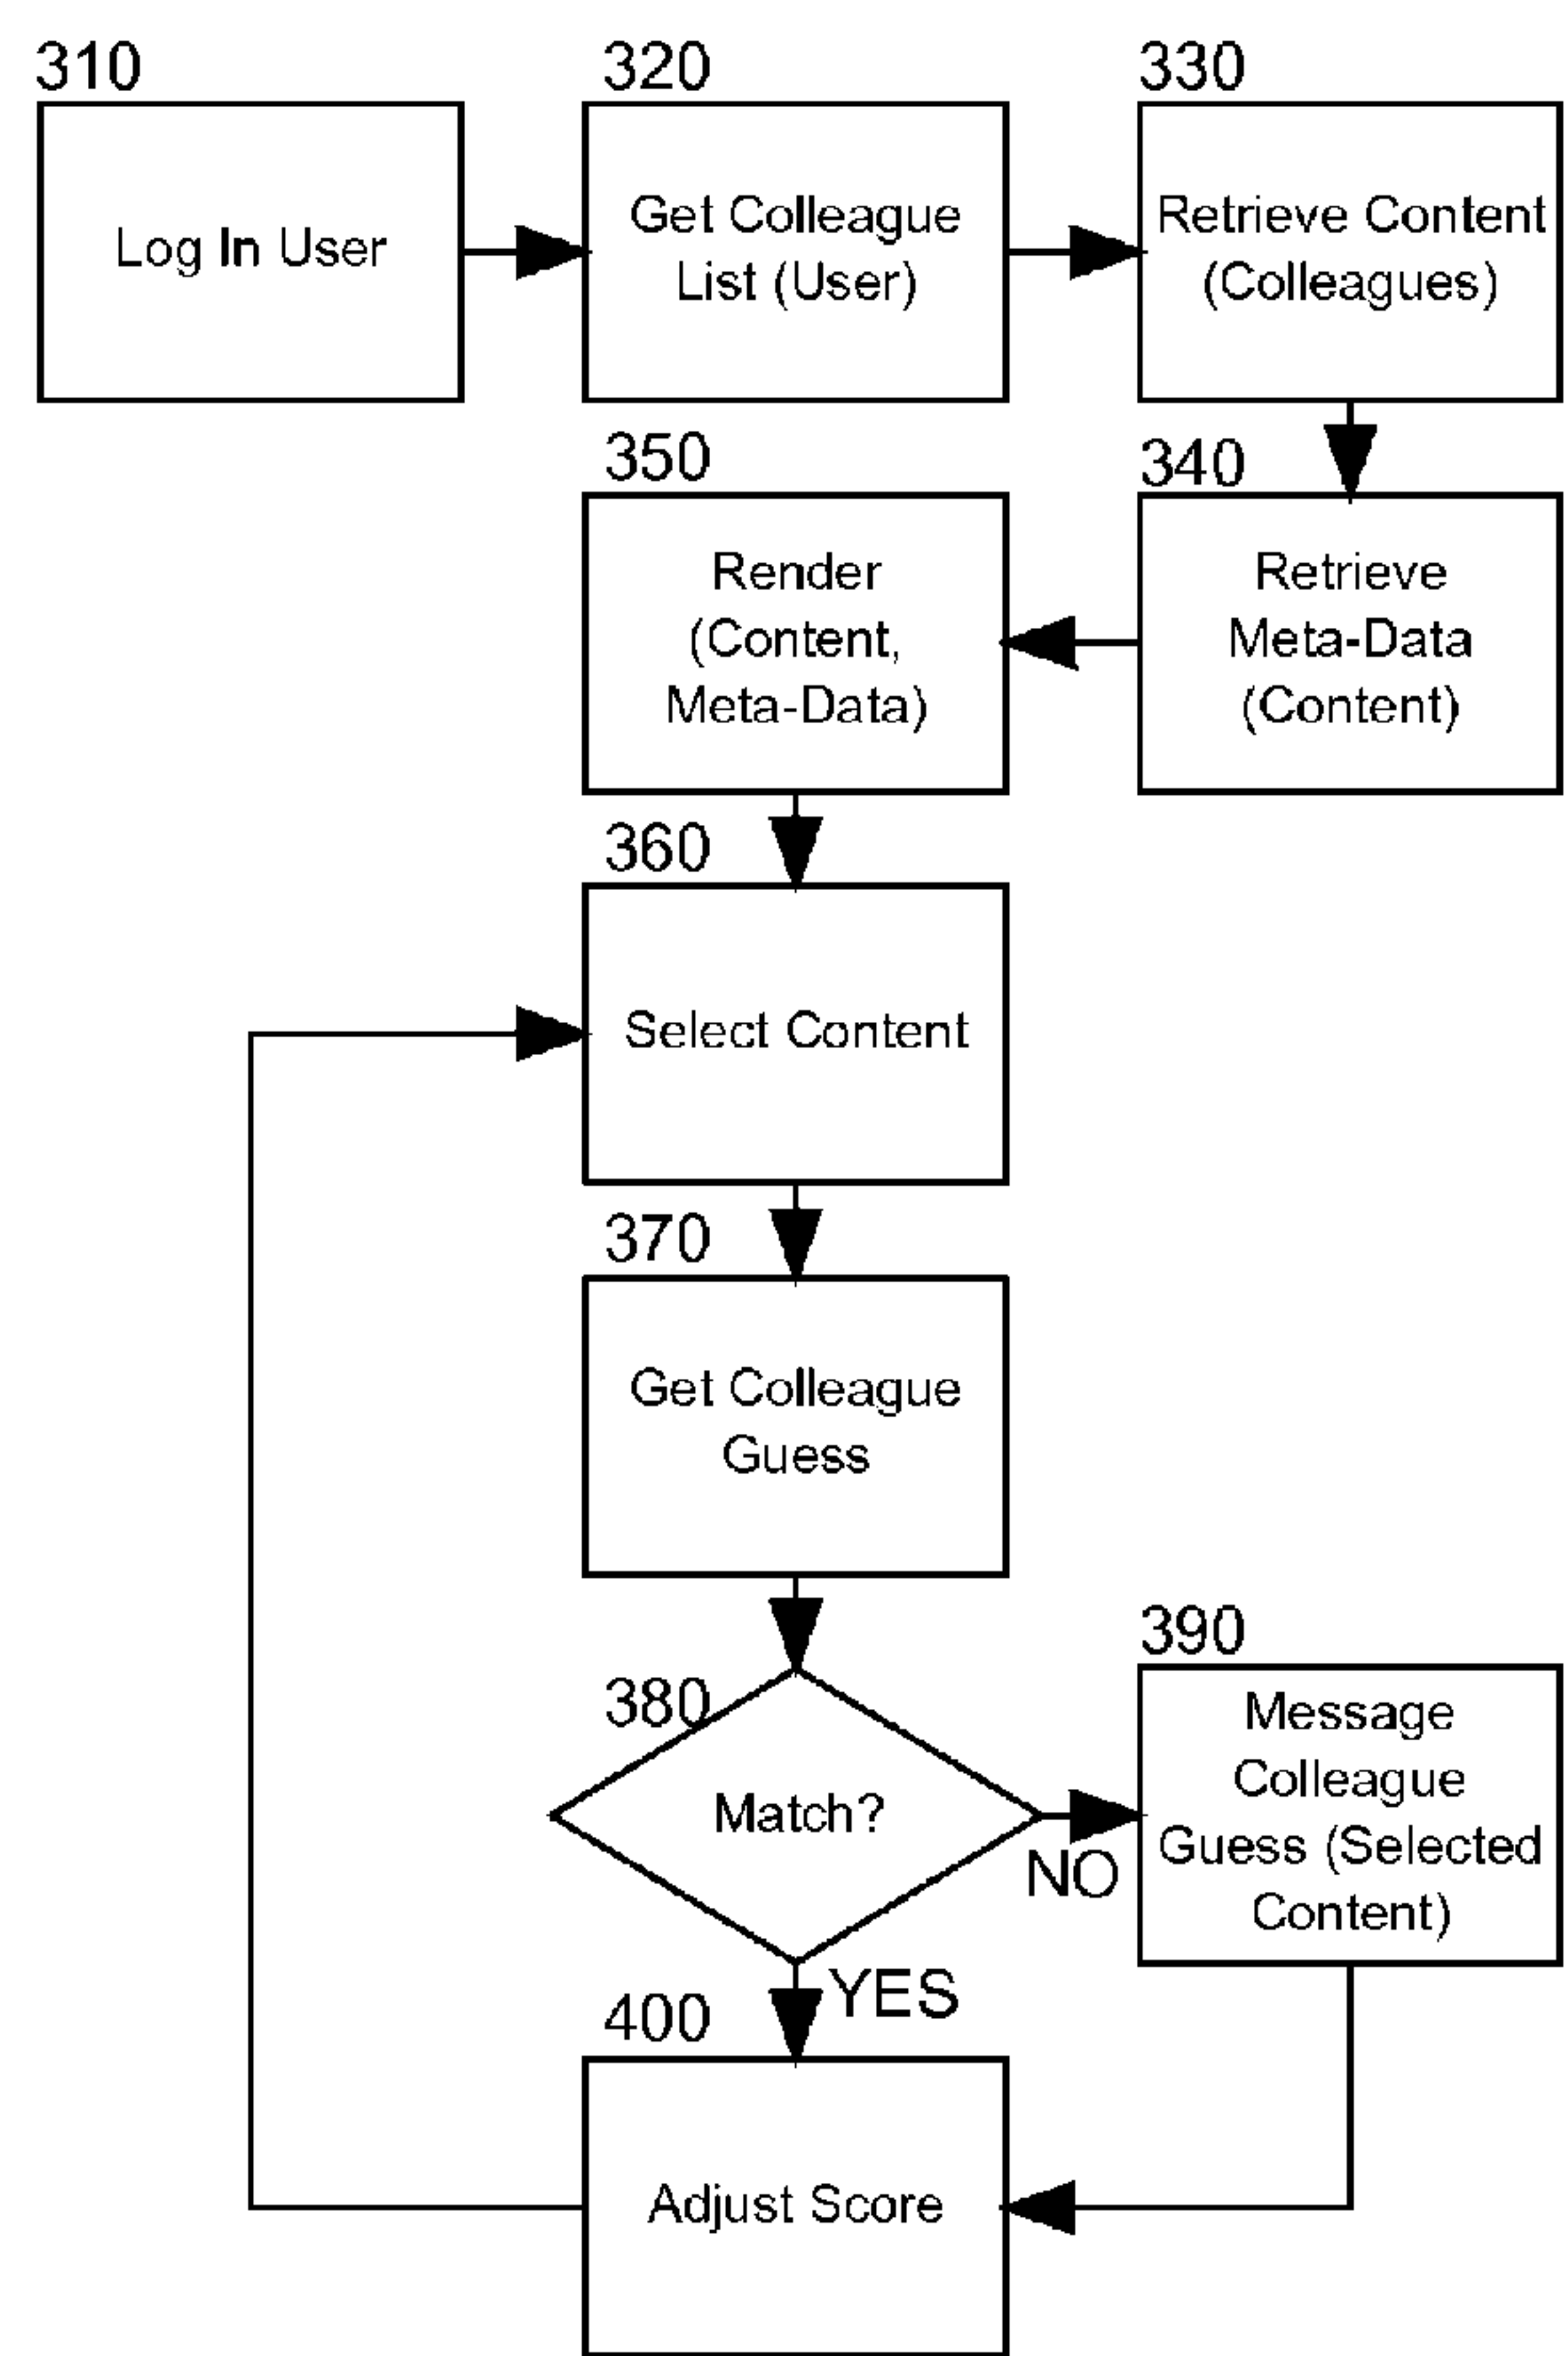 310
Log In User
320
Get Colleague
List (User)
330
Retrieve Content
(Colleagues)
340
Retrieve
Meta-Data
(Content)
350
Render
(Content,
Meta-Data)
360
Select Content
370
Get Colleague
Guess
380
Match?
NO
390
Message
Colleague
Guess (Selected
Content)
YES
400
Adjust Score